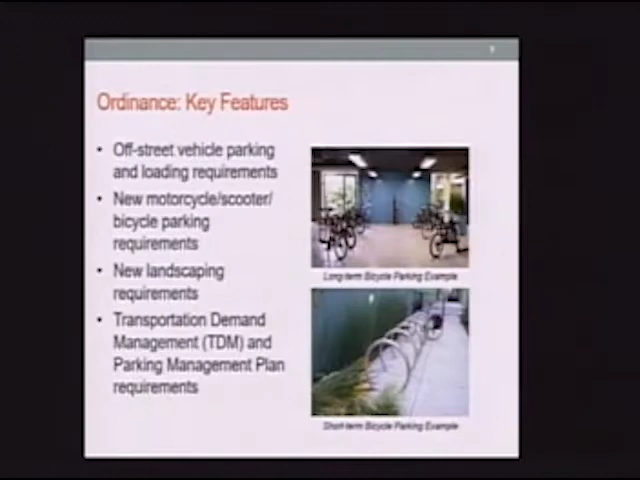 Ordinance: Key Features
• Off-street vehicle parking
and loading requirements
• New motorcycle/scooter/
bicycle parking
requirements
• New landscaping
requirements
• Transportation Demand
Management (TDM) and
Parking Management Plan
requirements
Long-term Bicycle Parking Example
Short-term Bicycle Parking Example